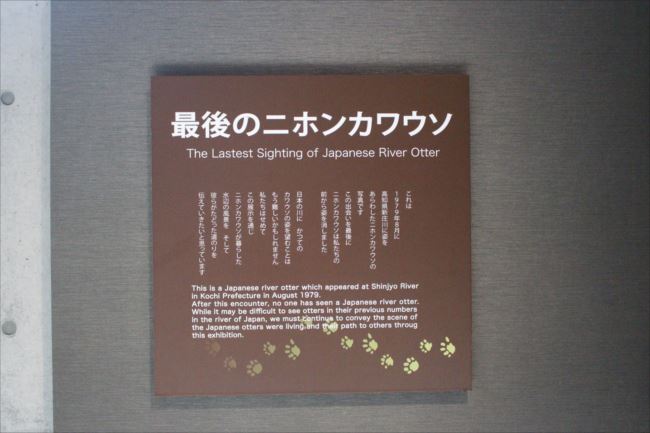 最後のニホンカワウソ
The Lastest Sighting of Japanese River Otter
これは
1979年8月に
高知県新庄川に姿を
あらわしたニホンカワウソの
写真です
この出会いを最後に
ニホンカワウソは私たちの
前から姿を消しました
日本の川に かつての
カワウソの姿を望むことは
もう難しいかもしれません
私たちはせめて
この展示を通じ
ニホンカワウソが暮らした
水辺の風景を そして
彼らがたどった道のりを
伝えていきたいと思っています
This is a Japanese river otter which appeared at Shinjyo River
in Kochi Prefecture in August 1979.
After this encounter, no one has seen a Japanese river otter.
While it may be difficult to see otters in their previous numbers
in the river of Japan, we must continue to convey the scene of
the Japanese otters were living and their path to others throug
this exhibition.